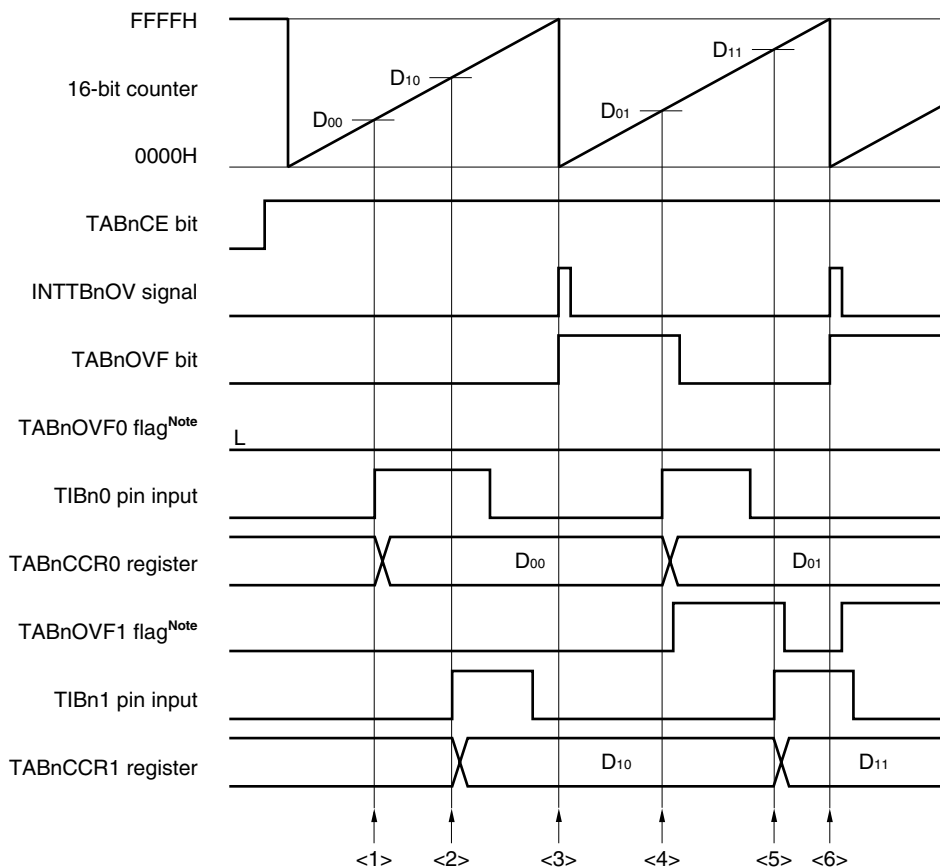 FFFFH
D11
D10
16-bit counter
D01
D00
0000H
TABnCE bit
INTTBnOV signal
TABnOVF bit
TABnOVF0 flagNote
L
TIBn0 pin input
TABnCCR0 register
D00
D01
TABnOVF1 flagNote
TIBn1 pin input
TABnCCR1 register
D10
D11
<1> <2> <3> <4> <5> <6>